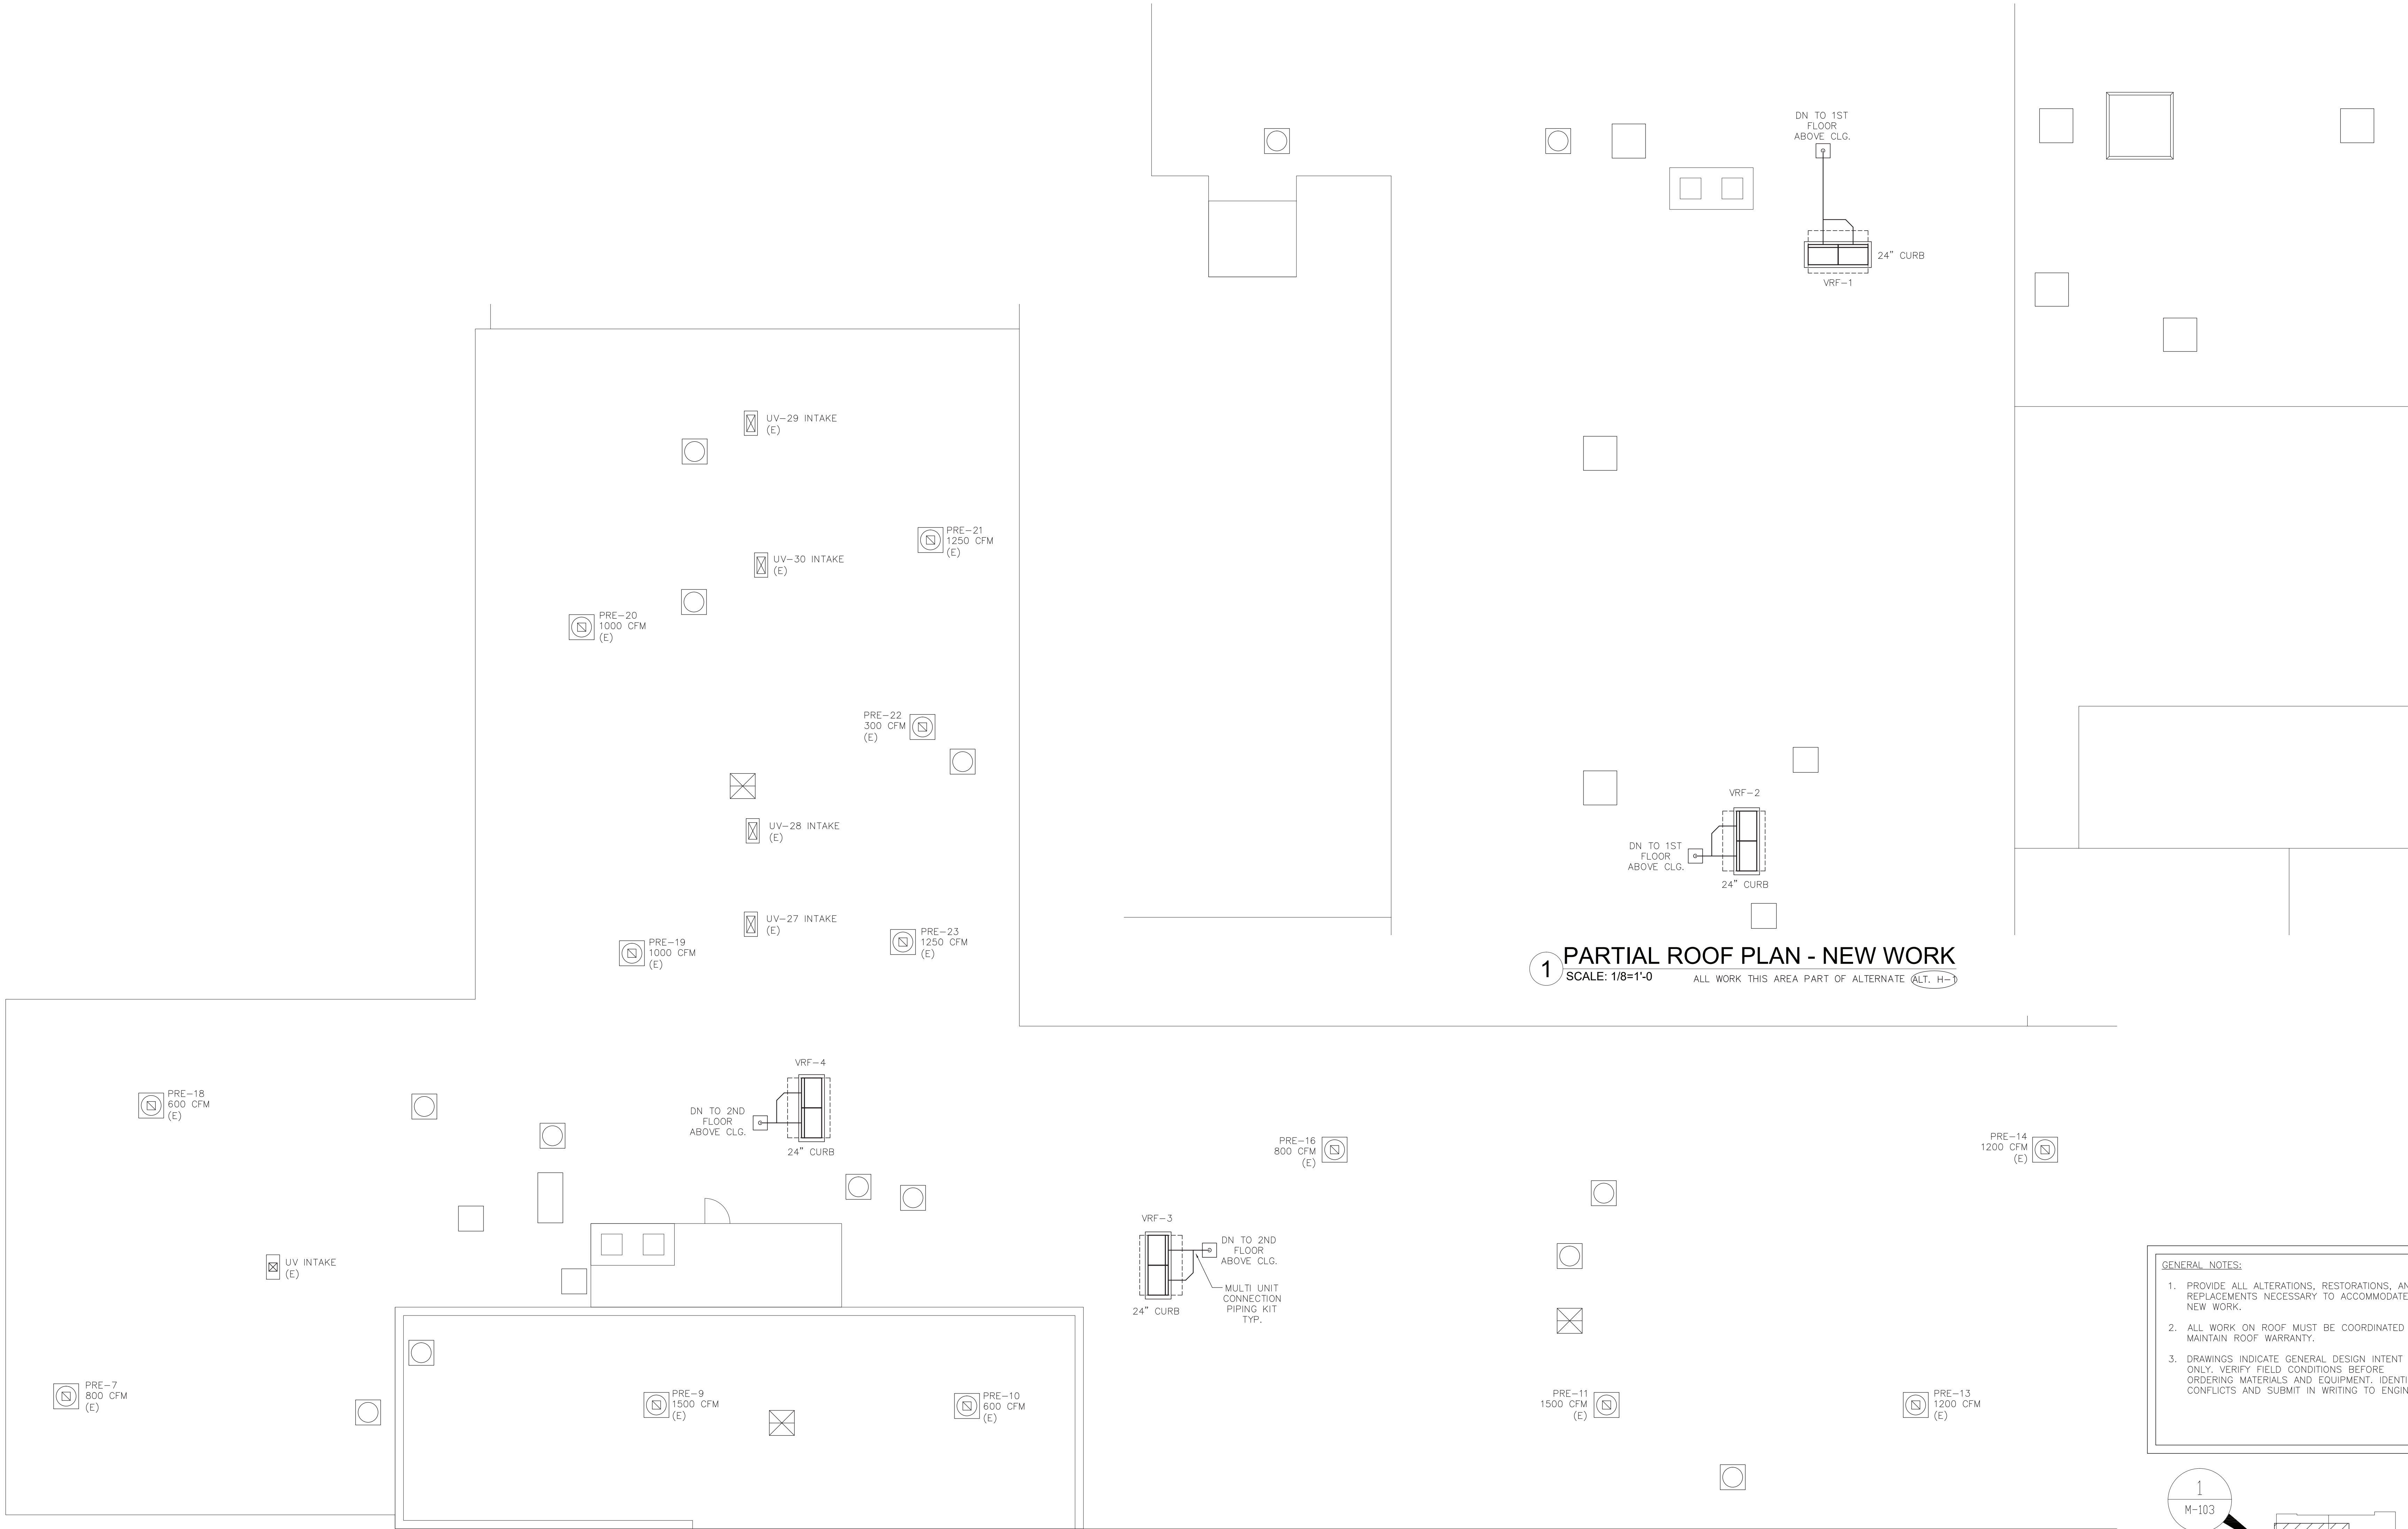 DN TO 1ST
FLOOR
ABOVE CLG.
24" CURB
VRF-1
UV-29 INTAKE
(E)
PRE-21
1250 CFM
(E)
UV-30 INTAKE
(E)
PRE-20
1000 CFM
(E)
PRE-22
300 CFM
(E)
VRF-2
DN TO 1ST
FLOOR
ABOVE CLG.
24" CURB
UV-28 INTAKE
(E)
UV-27 INTAKE
(E)
PRE-23
1250 CFM
(E)
PRE-19
1000 CFM
(E)
1 PARTIAL ROOF PLAN - NEW WORK
SCALE: 1/8=1'-0 ALL WORK THIS AREA PART OF ALTERNATE ALT. H-1
VRF-4
DN TO 2ND
FLOOR
ABOVE CLG.
24" CURB
PRE-18
600 CFM
(E)
PRE-16
800 CFM
(E)
PRE-14
1200 CFM
(E)
VRF-3
DN TO 2ND
FLOOR
ABOVE CLG.
MULTI UNIT
CONNECTION
PIPING KIT
TYP.
24" CURB
UV INTAKE
(E)
PRE-7
800 CFM
(E)
PRE-9
1500 CFM
(E)
PRE-10
600 CFM
(E)
PRE-11
1500 CFM
(E)
PRE-13
1200 CFM
(E)
GENERAL NOTES:
1. PROVIDE ALL ALTERATIONS, RESTORATIONS,
REPLACEMENTS NECESSARY TO ACCOMMODATE
NEW WORK.
2. ALL WORK ON ROOF MUST BE COORDINATED
MAINTAIN ROOF WARRANTY.
3. DRAWINGS INDICATE GENERAL DESIGN INTENT
ONLY. VERIFY FIELD CONDITIONS BEFORE
ORDERING MATERIALS AND EQUIPMENT.
CONFLICTS AND SUBMIT IN WRITING TO
1
M-103